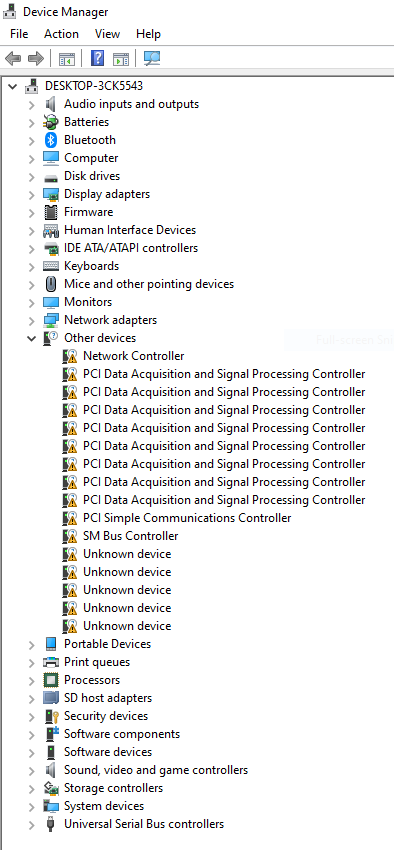 Device Manager
File Action View Help
DESKTOP-3CK5543
Audio inputs and outputs
Batteries
Bluetooth
Computer
Disk drives
Display adapters
Firmware
Human Interface Devices
IDE ATA/ATAPI controllers
Keyboards
Mice and other pointing devices
Monitors
Network adapters
Other devices
Network Controller
PCI Data Acquisition and Signal Processing Controller
PCI Data Acquisition and Signal Processing Controller
PCI Data Acquisition and Signal Processing Controller
PCI Data Acquisition and Signal Processing Controller
PCI Data Acquisition and Signal Processing Controller
PCI Data Acquisition and Signal Processing Controller
PCI Data Acquisition and Signal Processing Controller
PCI Data Acquisition and Signal Processing Controller
PCI Simple Communications Controller
SM Bus Controller
Unknown device
Unknown device
Unknown device
Unknown device
Unknown device
Portable Devices
Print queues
Processors
SD host adapters
Security devices
Software components
Software devices
Sound, video and game controllers
Storage controllers
System devices
Universal Serial Bus controllers